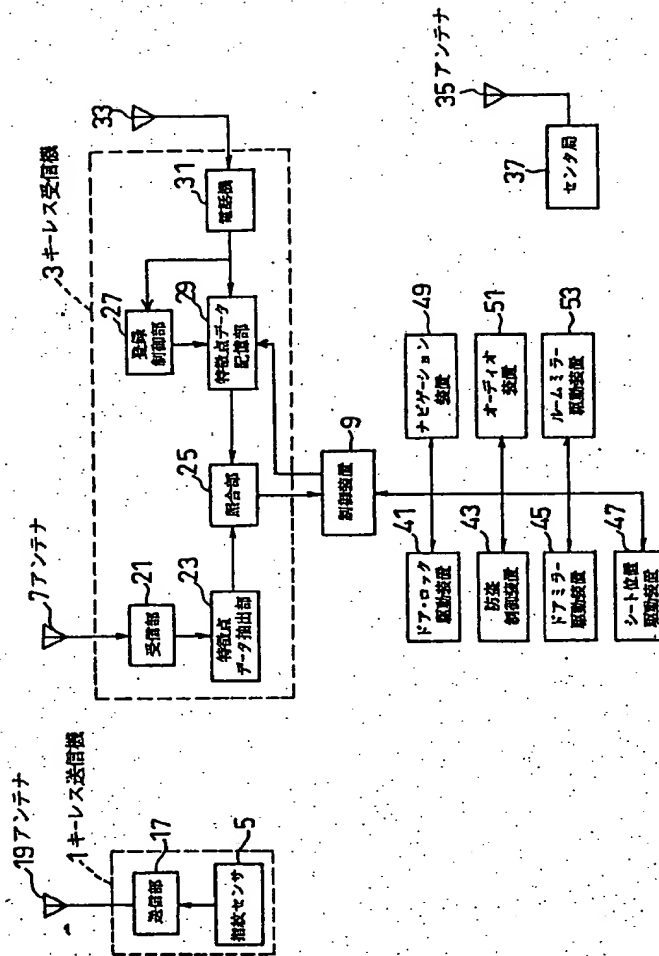 19 アンテナ
1 キーレス送信機
17
送信部
5
指紋センサ
7 アンテナ
3 キーレス受信機
21
受信部
23
特徴点
データ抽出部
25
照合部
27
登録
制御部
29
特徴点データ
記憶部
31
電話機
33
9
制御装置
41
ドア・ロック
駆動装置
43
防盗
制御装置
45
ドアミラー
駆動装置
47
シート位置
駆動装置
49
ナビゲーション
装置
51
オーディオ
装置
53
ルームミラー
駆動装置
35 アンテナ
37
センタ局